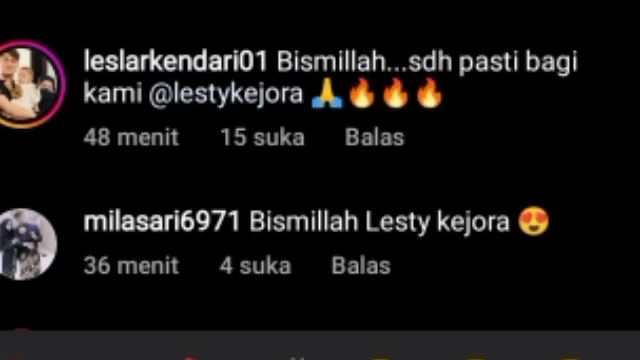 leslarkendari01 Bismillah...sdh pasti bagi
kami @lestykejora 🙏🔥🔥🔥
48 menit 15 suka Balas
milasari6971 Bismillah Lesty kejora 😍
36 menit 4 suka Balas